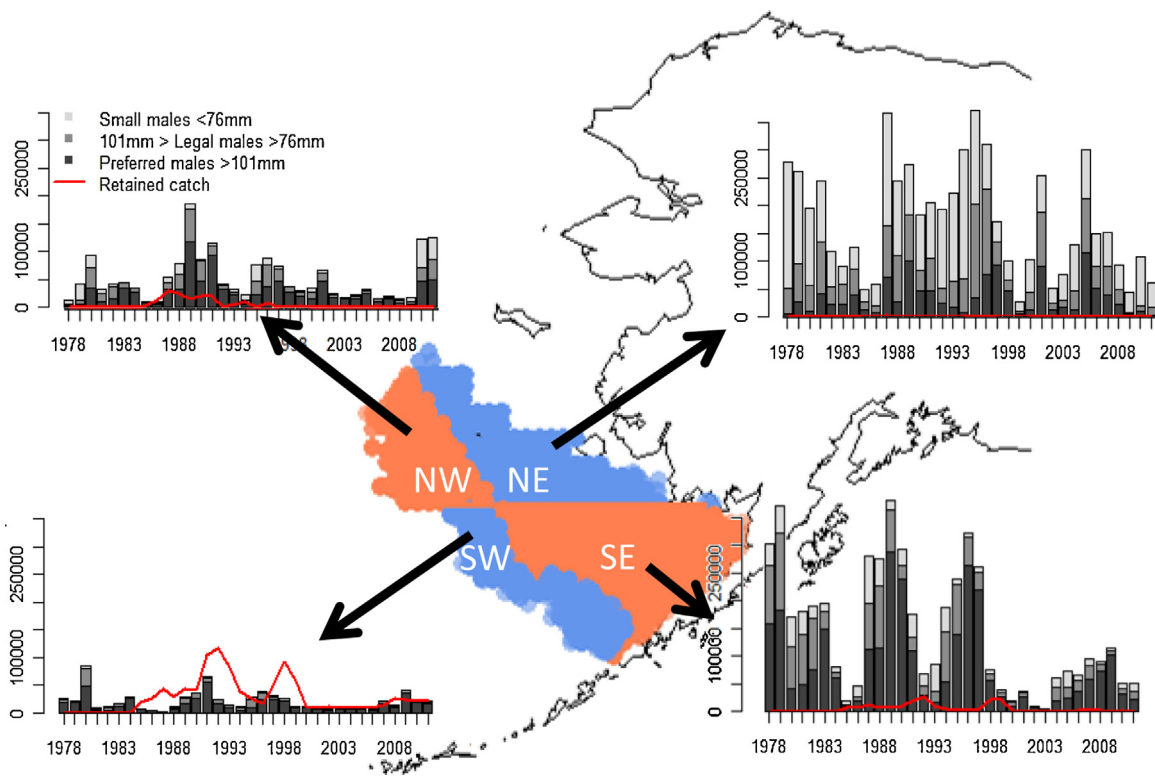 Small males <76mm
101mm > Legal males >76mm
Preferred males >101mm
Retained catch
250000
100000
0
1978 1983 1988 1993 1998 2003 2008
250000
100000
0
1978 1983 1988 1993 1998 2003 2008
NW NE
SW SE
250000
100000
0
1978 1983 1988 1993 1998 2003 2008
250000
100000
0
1978 1983 1988 1993 1998 2003 2008